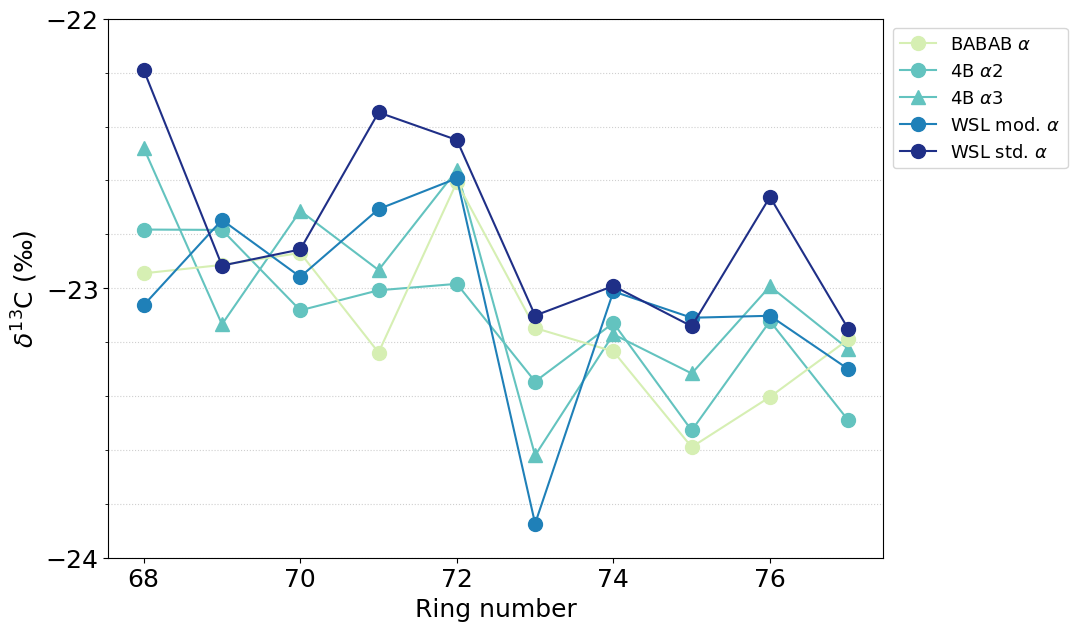 −22
−23
−24
δ¹³C (‰)
68 70 72 74 76
Ring number
BABAB α
4B α2
4B α3
WSL mod. α
WSL std. α